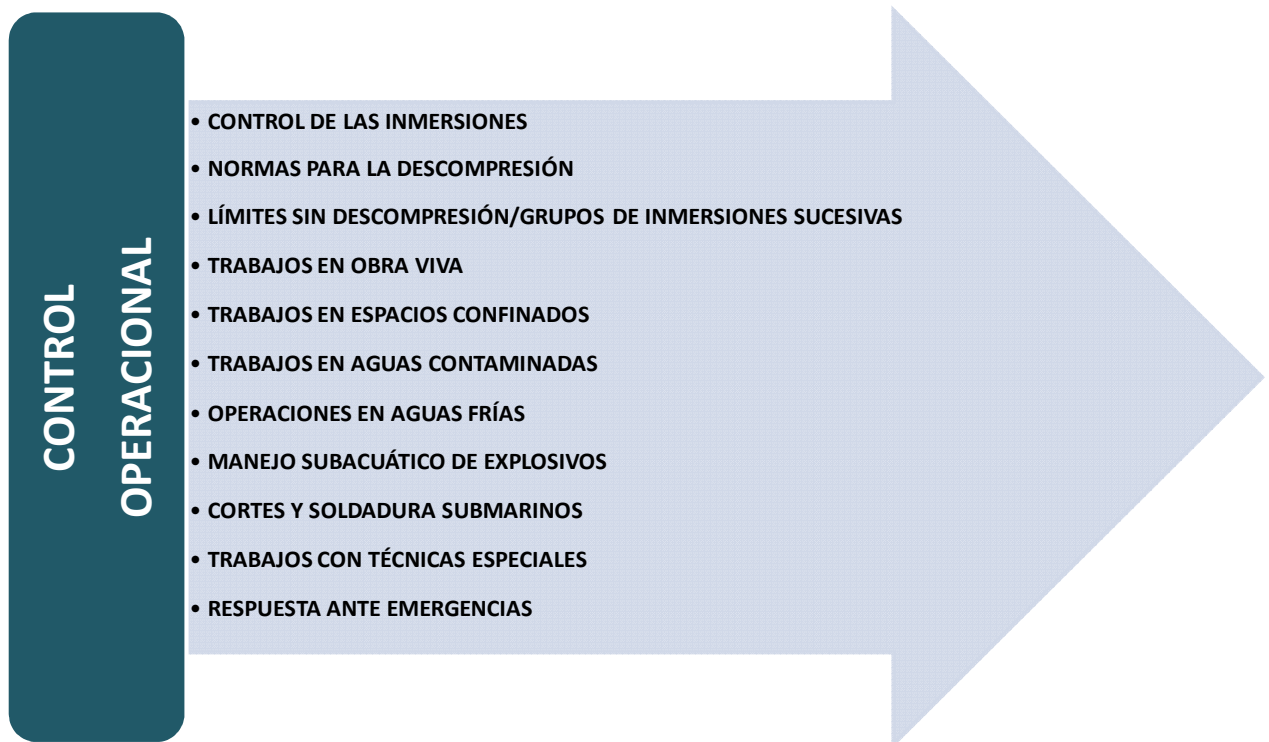 CONTROL
OPERACIONAL
• CONTROL DE LAS INMERSIONES
• NORMAS PARA LA DESCOMPRESIÓN
• LÍMITES SIN DESCOMPRESIÓN/GRUPOS DE INMERSIONES SUCESIVAS
• TRABAJOS EN OBRA VIVA
• TRABAJOS EN ESPACIOS CONFINADOS
• TRABAJOS EN AGUAS CONTAMINADAS
• OPERACIONES EN AGUAS FRÍAS
• MANEJO SUBACUÁTICO DE EXPLOSIVOS
• CORTES Y SOLDADURA SUBMARINOS
• TRABAJOS CON TÉCNICAS ESPECIALES
• RESPUESTA ANTE EMERGENCIAS